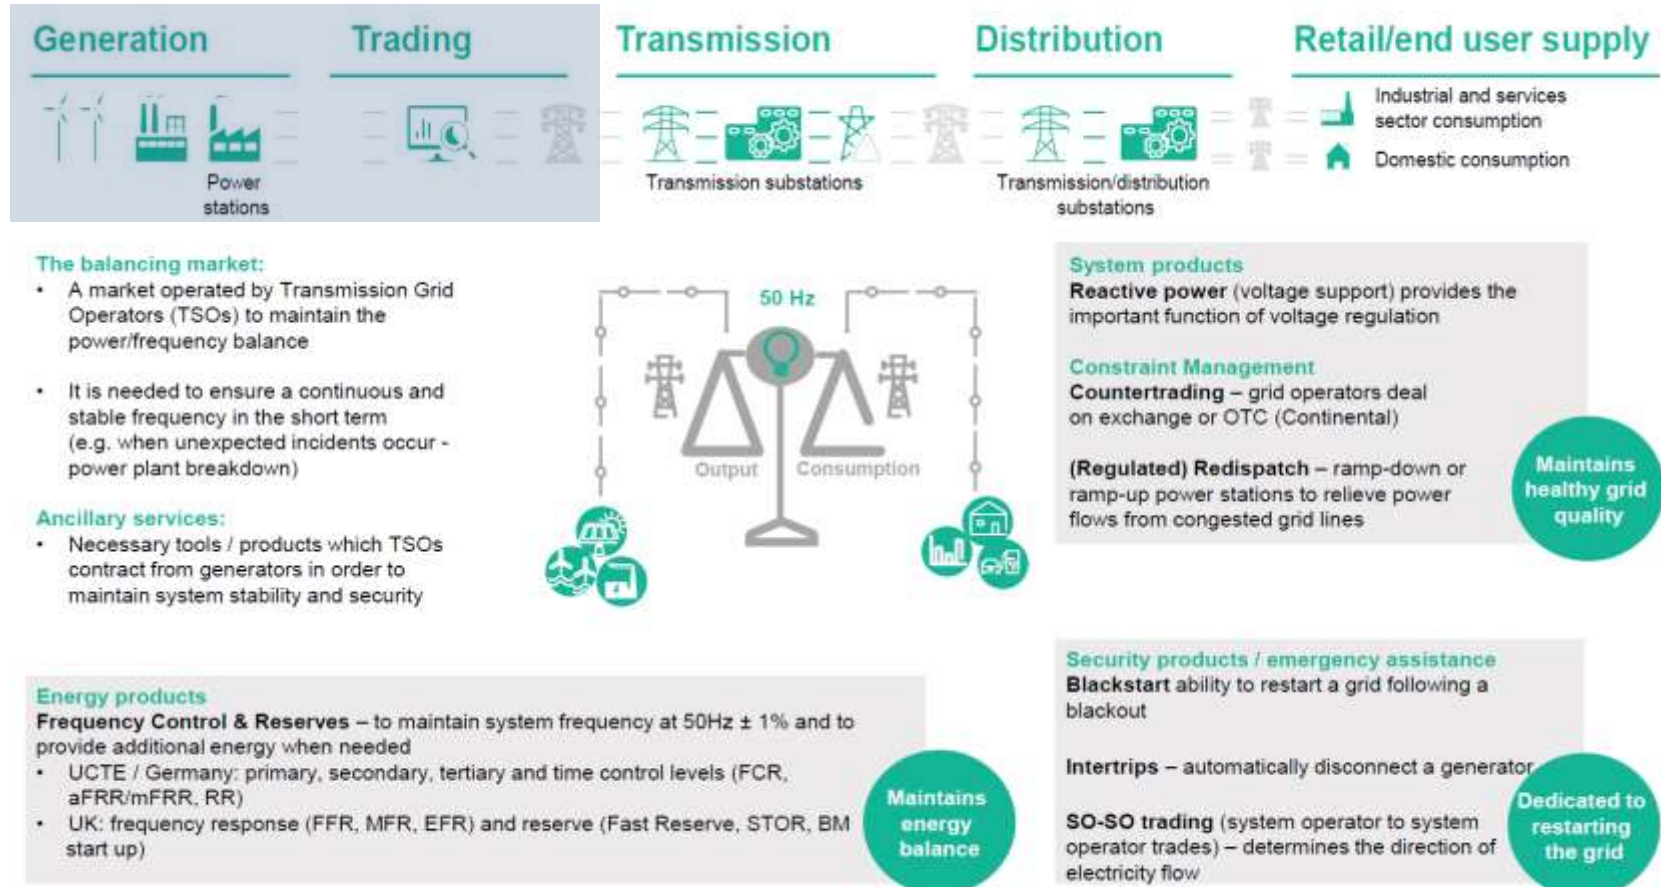 Generation
Trading
Transmission
Distribution
Retail/end user supply
Power
stations
Transmission substations
Transmission/distribution
substations
Industrial and services
sector consumption
Domestic consumption
The balancing market:
• A market operated by Transmission Grid
Operators (TSOs) to maintain the
power/frequency balance
• It is needed to ensure a continuous and
stable frequency in the short term
(e.g. when unexpected incidents occur -
power plant breakdown)
Ancillary services:
• Necessary tools / products which TSOs
contract from generators in order to
maintain system stability and security
50 Hz
Output
Consumption
System products
Reactive power (voltage support) provides the
important function of voltage regulation
Constraint Management
Countertrading – grid operators deal
on exchange or OTC (Continental)
(Regulated) Redispatch – ramp-down or
ramp-up power stations to relieve power
flows from congested grid lines
Maintains
healthy grid
quality
Energy products
Frequency Control & Reserves – to maintain system frequency at 50Hz ± 1% and to
provide additional energy when needed
• UCTE / Germany: primary, secondary, tertiary and time control levels (FCR,
aFRR/mFRR, RR)
• UK: frequency response (FFR, MFR, EFR) and reserve (Fast Reserve, STOR, BM
start up)
Maintains
energy
balance
Security products / emergency assistance
Blackstart ability to restart a grid following a
blackout
Intertrips – automatically disconnect a generator
SO-SO trading (system operator to system
operator trades) – determines the direction of
electricity flow
Dedicated to
restarting
the grid